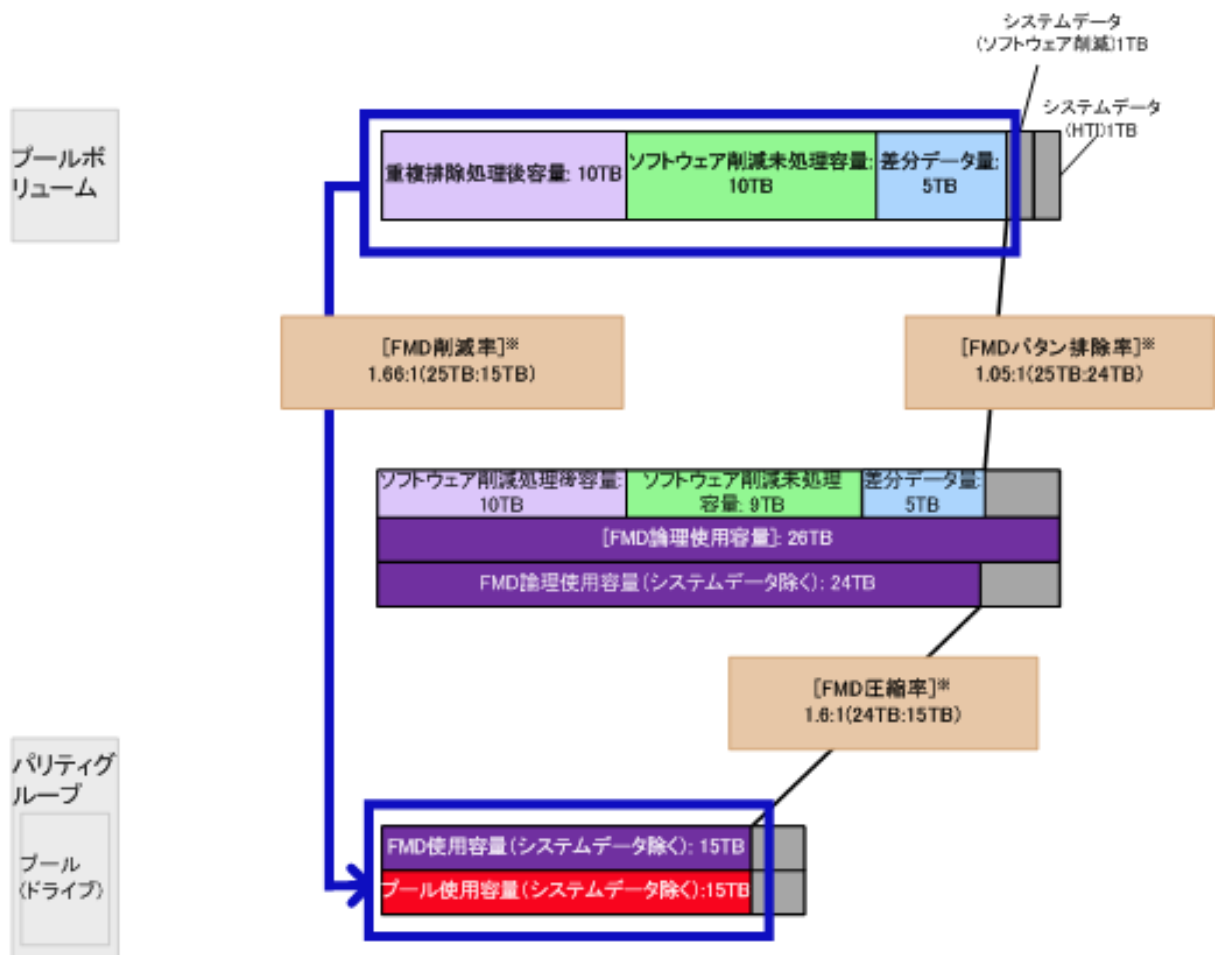 システムデータ
(ソフトウェア削減)1TB
システムデータ
(HTI)1TB
プールボ
リューム
重複排除処理後容量: 10TB
ソフトウェア削減未処理容量:
10TB
差分データ量:
5TB
[FMD削減率]※
1.66:1(25TB:15TB)
[FMDパタン排除率]※
1.05:1(25TB:24TB)
ソフトウェア削減処理後容量:
10TB
ソフトウェア削減未処理
容量: 9TB
差分データ量:
5TB
[FMD論理使用容量]: 26TB
FMD論理使用容量(システムデータ除く): 24TB
[FMD圧縮率]※
1.6:1(24TB:15TB)
パリティグ
ループ
プール
(ドライブ)
FMD使用容量(システムデータ除く): 15TB
プール使用容量(システムデータ除く):15TB